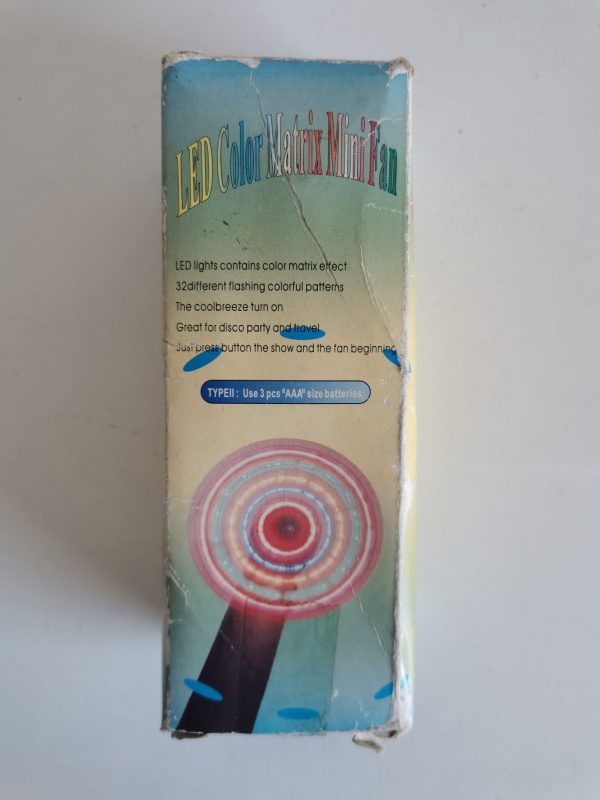 LED Color Matrix Mini Fan
LED lights contains color matrix effect
32different flashing colorful patterns
The coolbreeze turn on
Great for disco party and travel
Just press button the show and the fan beginning
TYPEII : Use 3 pcs "AAA" size batteries